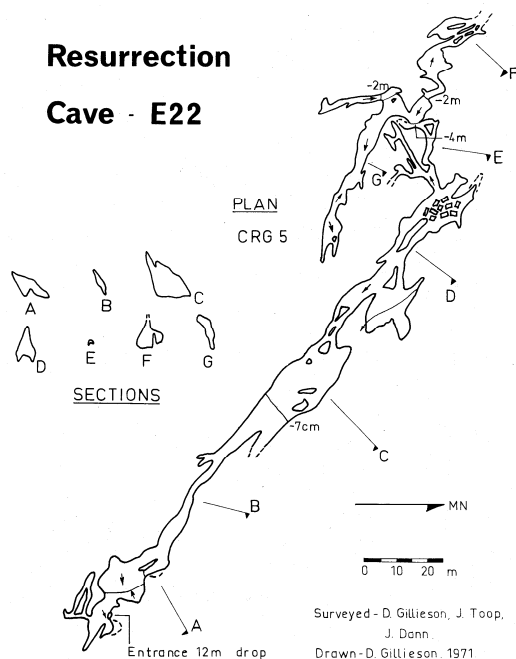 Resurrection
Cave - E22
F
-2m
-2m
-4m
E
G
PLAN
CRG 5
A
B
C
D
E
F
G
SECTIONS
D
-7cm
C
B
MN
0 10 20 m
A
Entrance 12m drop
Surveyed - D. Gillieson, J. Toop,
J. Dann.
Drawn - D. Gillieson. 1971.